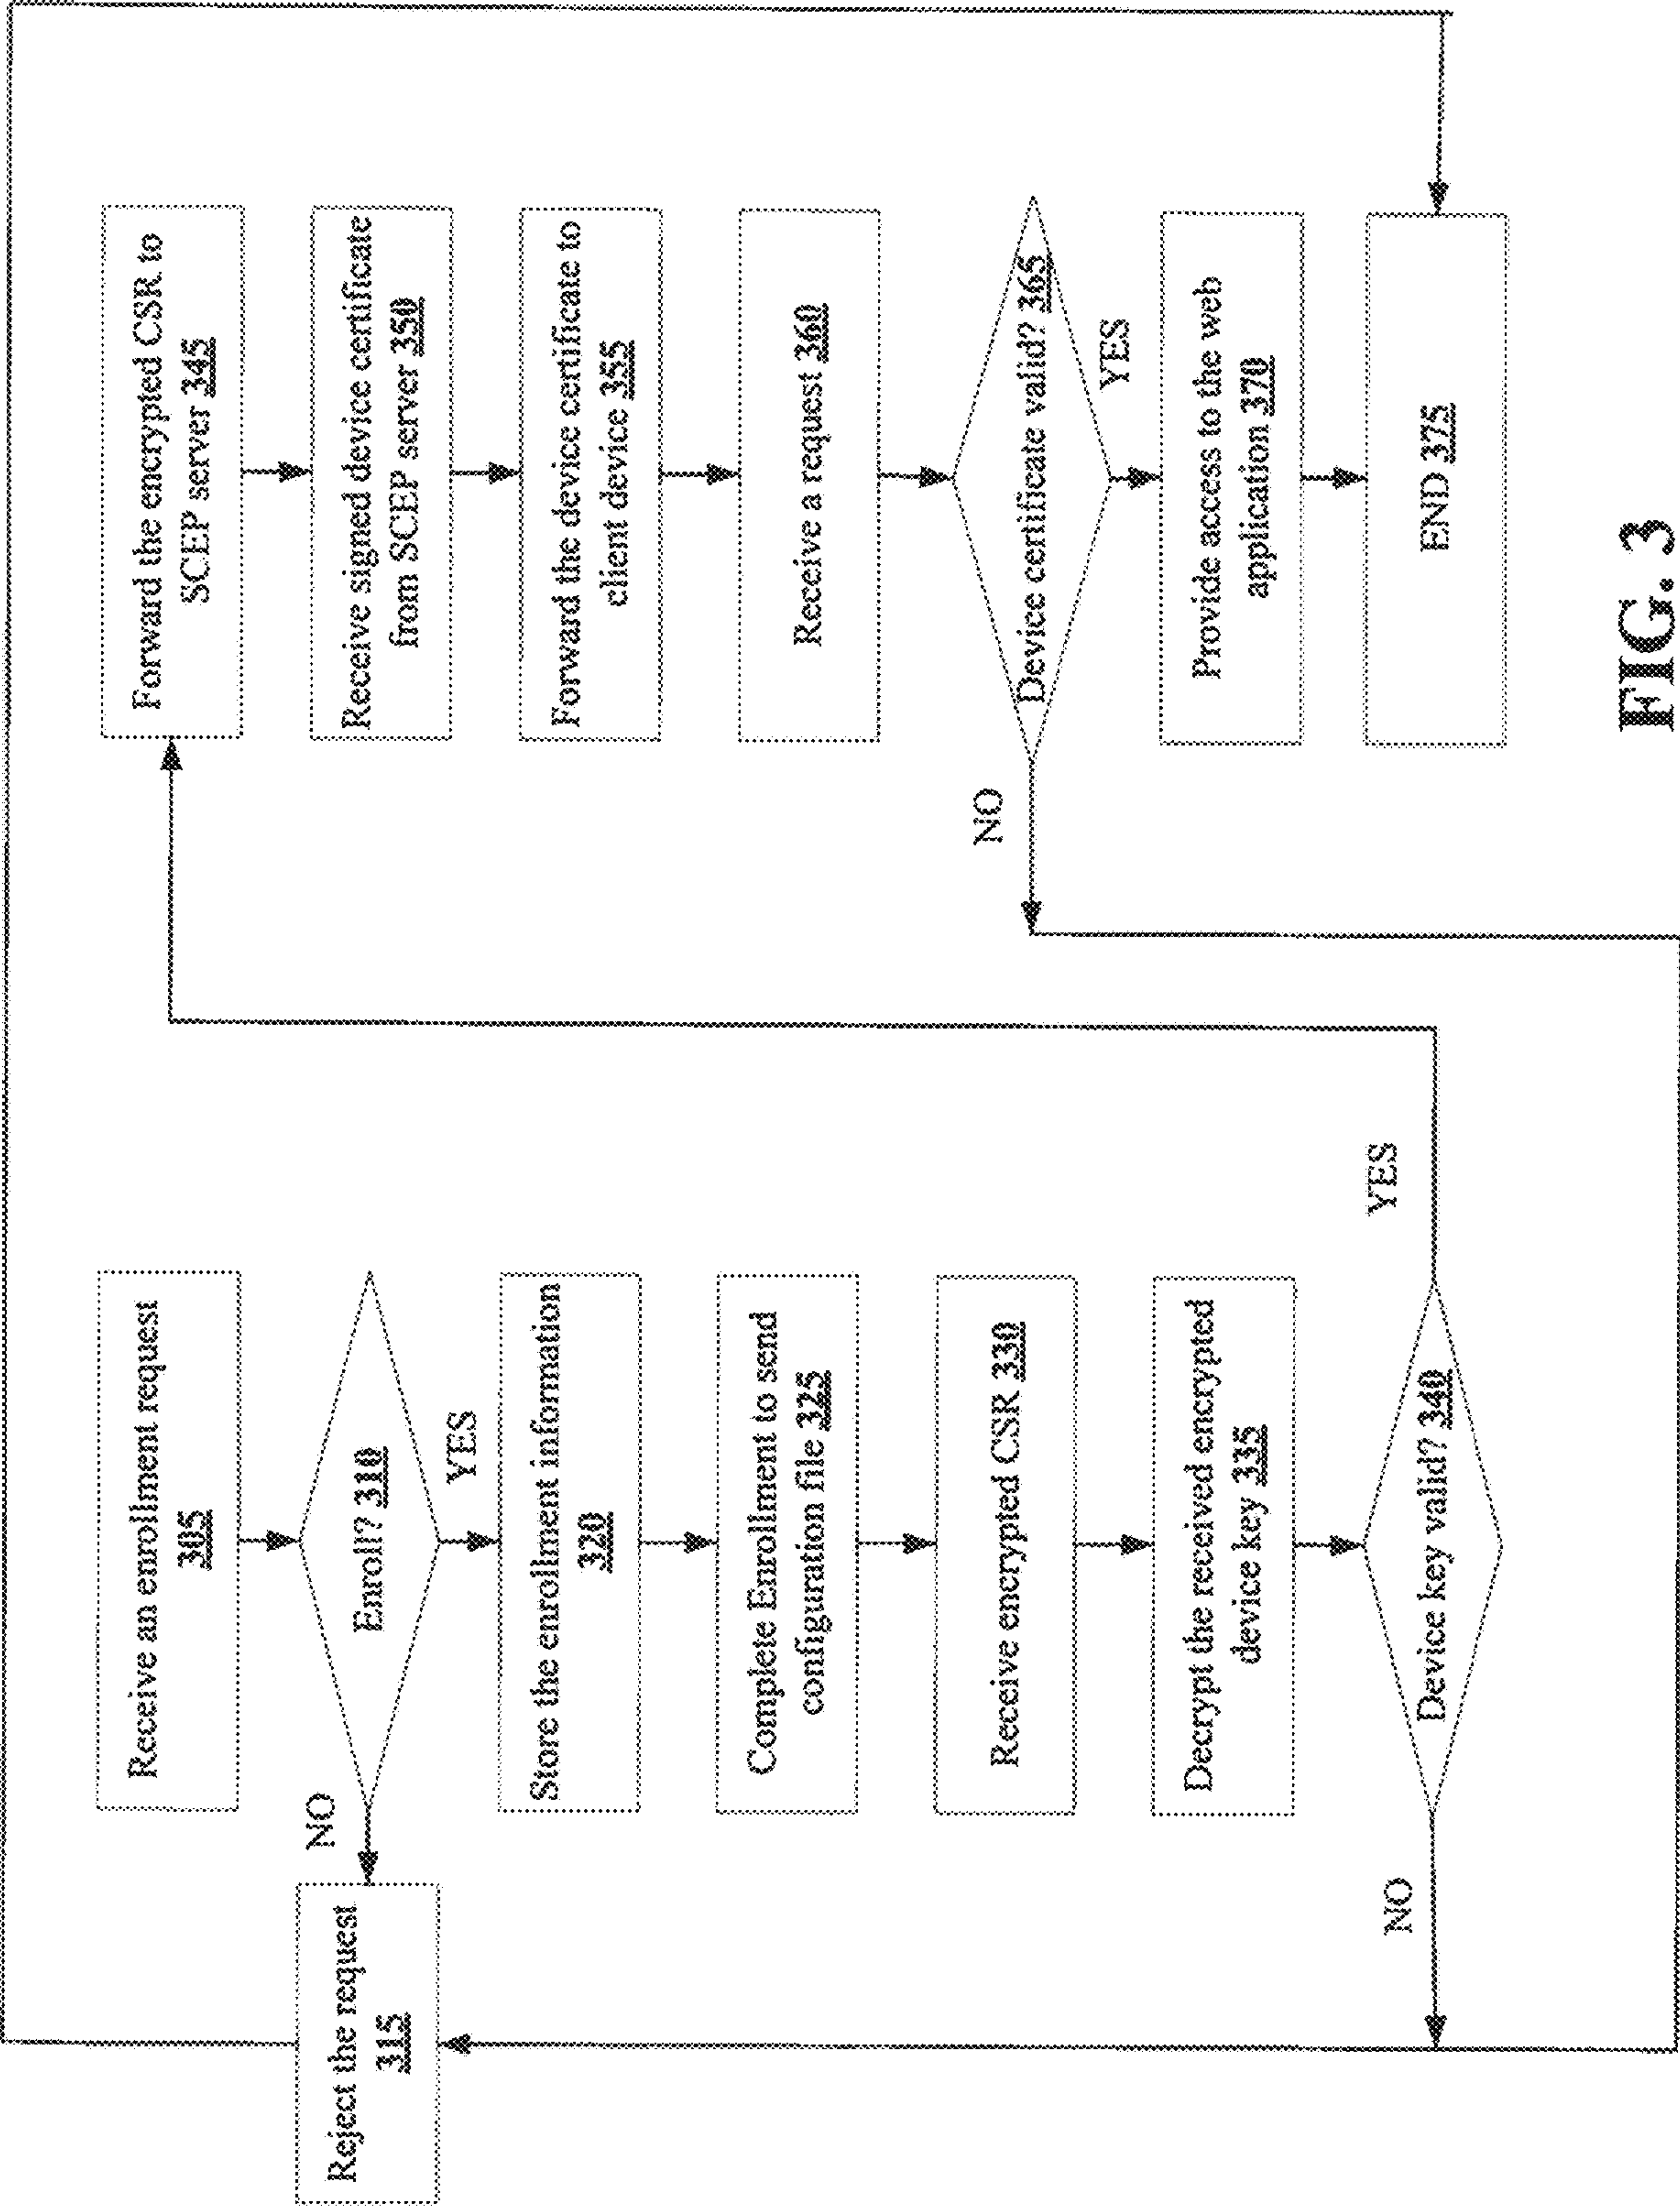 Receive an enrollment request
305
Enroll? 310
NO
YES
Reject the request
315
Store the enrollment information
320
Complete Enrollment to send
configuration file 325
Receive encrypted CSR 330
Decrypt the received encrypted
device key 335
Device key valid? 340
NO
YES
Forward the encrypted CSR to
SCEP server 345
Receive signed device certificate
from SCEP server 350
Forward the device certificate to
client device 355
Receive a request 360
Device certificate valid? 365
NO
YES
Provide access to the web
application 370
END 375
FIG. 3